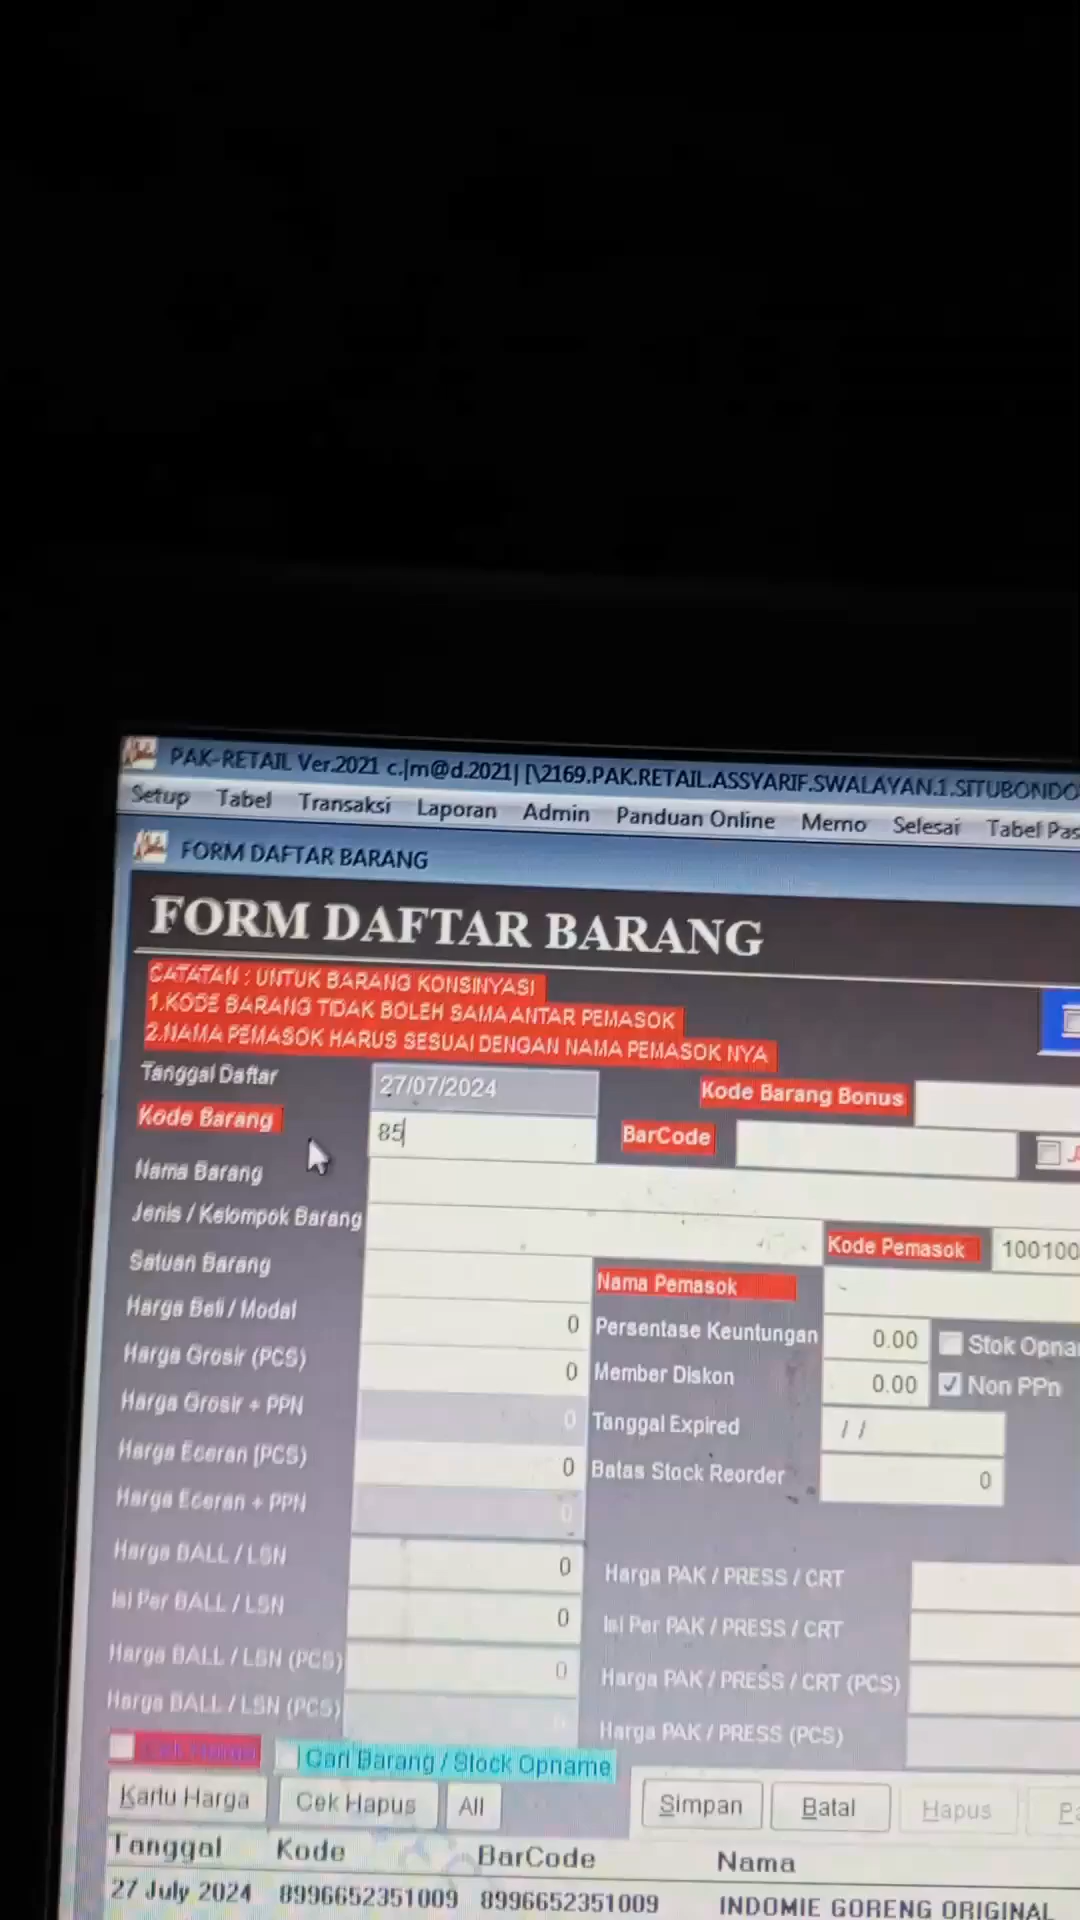 PAK-RETAIL Ver.2021 c.|m@d.2021| [\2169.PAK.RETAIL.ASSYARIF.SWALAYAN.1.SITUBONDO
Setup Tabel Transaksi Laporan Admin Panduan Online Memo Selesai Tabel Pas
FORM DAFTAR BARANG
FORM DAFTAR BARANG
CATATAN : UNTUK BARANG KONSINYASI
1.KODE BARANG TIDAK BOLEH SAMA ANTAR PEMASOK
2.NAMA PEMASOK HARUS SESUAI DENGAN NAMA PEMASOK NYA
Tanggal Daftar 27/07/2024 Kode Barang Bonus
Kode Barang 85 BarCode
Nama Barang
Jenis / Kelompok Barang Kode Pemasok 100100
Satuan Barang Nama Pemasok -
Harga Beli / Modal 0 Persentase Keuntungan 0.00 Stok Opna
Harga Grosir (PCS) 0 Member Diskon 0.00 Non PPn
Harga Grosir + PPN 0 Tanggal Expired / /
Harga Eceran (PCS) 0 Batas Stock Reorder 0
Harga Eceran + PPN 0
Harga BALL / LSN 0 Harga PAK / PRESS / CRT
Isi Per BALL / LSN 0 Isi Per PAK / PRESS / CRT
Harga BALL / LSN (PCS) 0 Harga PAK / PRESS / CRT (PCS)
Harga BALL / LSN (PCS) Harga PAK / PRESS (PCS)
Cari Barang / Stock Opname
Kartu Harga Cek Hapus All Simpan Batal Hapus
Tanggal Kode BarCode Nama
27 July 2024 8996652351009 8996652351009 INDOMIE GORENG ORIGINAL